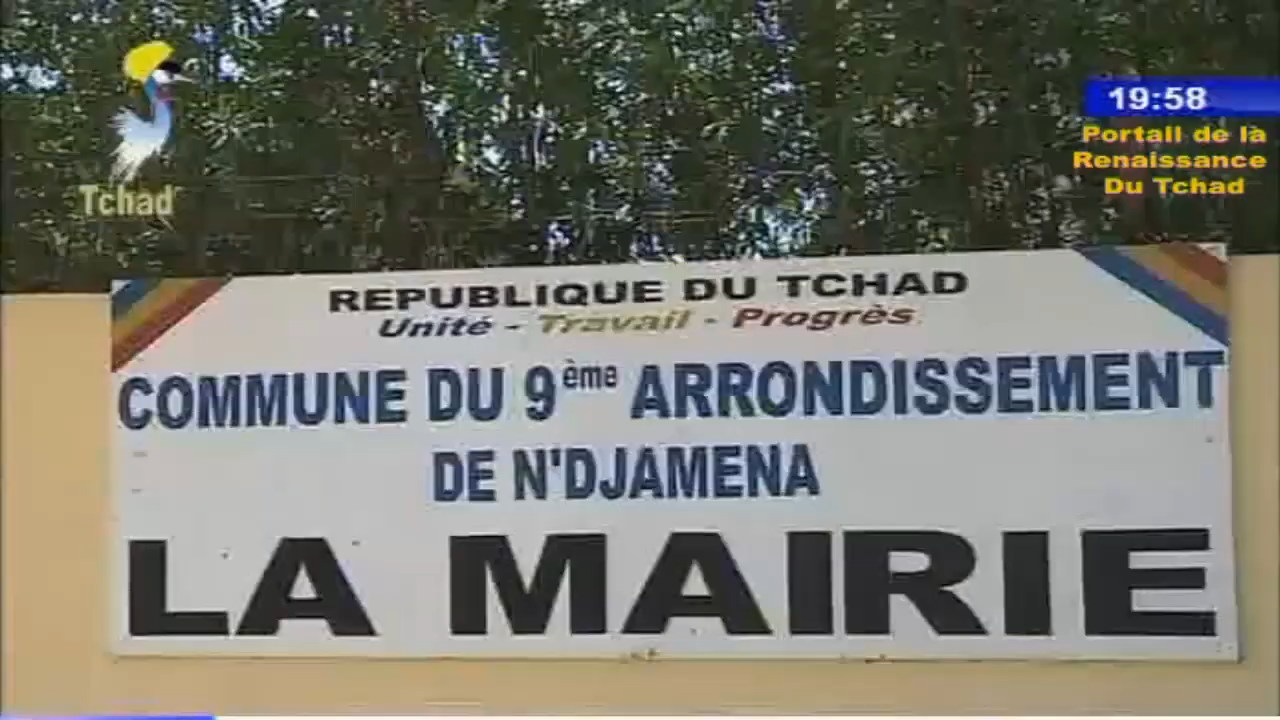 Tchad
19:58
Portail de la
Renaissance
Du Tchad
REPUBLIQUE DU TCHAD
Unité - Travail - Progrès
COMMUNE DU 9ème ARRONDISSEMENT
DE N'DJAMENA
LA MAIRIE